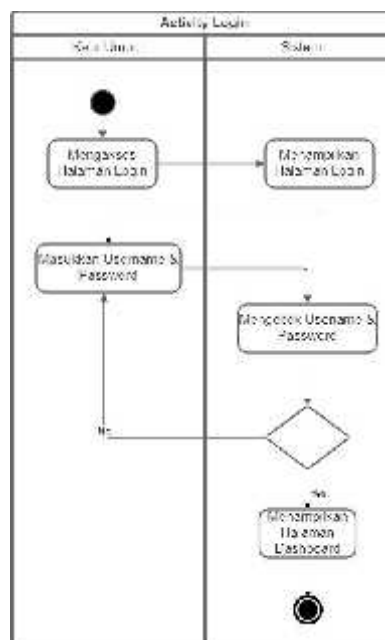 Activity Login
Sistem
Mengakses
Halaman Login
Menampilkan
Halaman Login
Masukkan Username &
Password
Mengecek Username &
Password
No
Menampilkan
Halaman
Dashboard